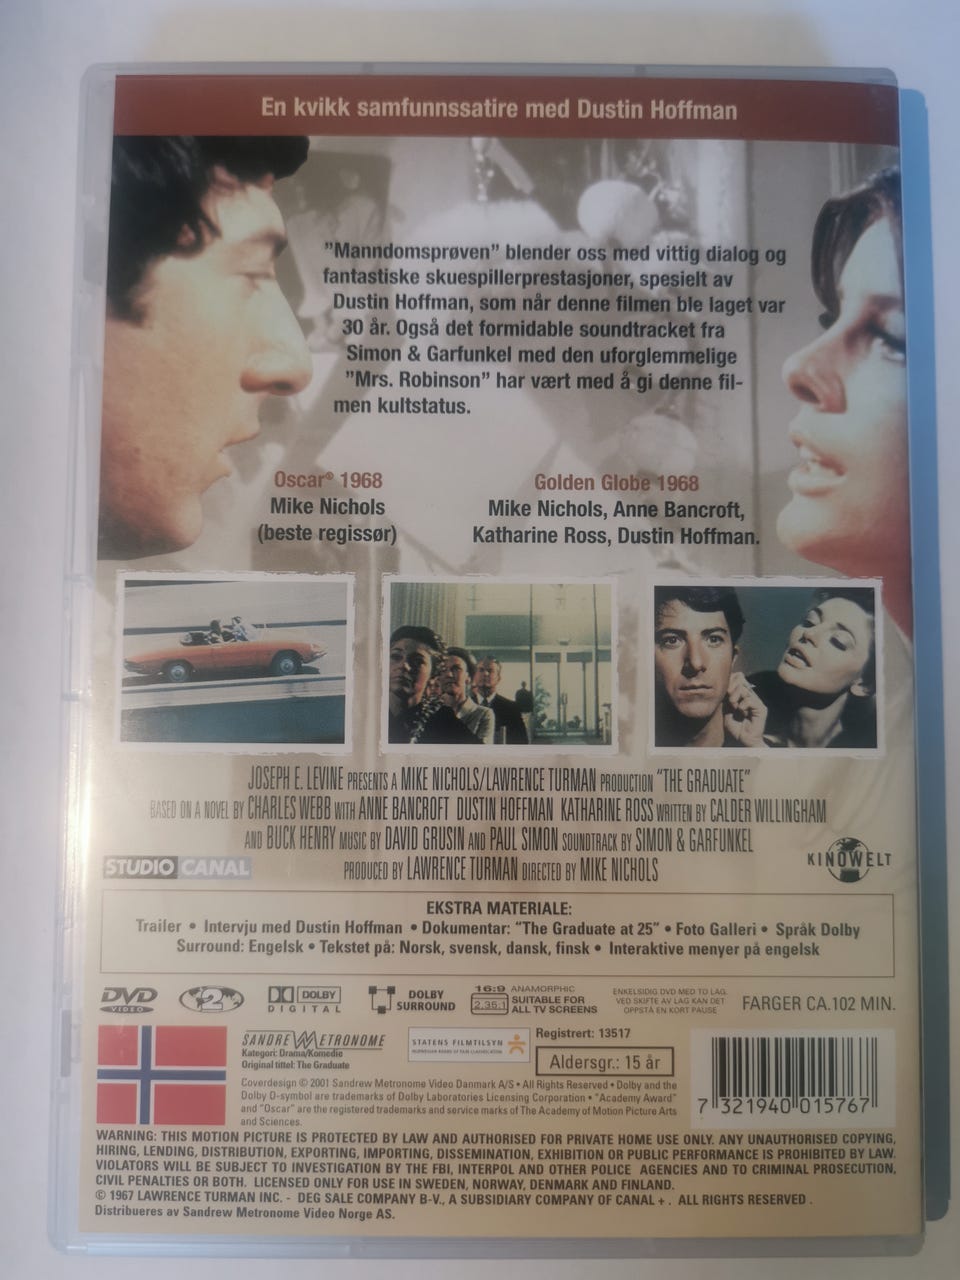 En kvikk samfunnssatire med Dustin Hoffman
"Manndomsprøven" blender oss med vittig dialog og
fantastiske skuespillerprestasjoner, spesielt av
Dustin Hoffman, som når denne filmen ble laget var
30 år. Også det formidable soundtracket fra
Simon & Garfunkel med den uforglemmelige
"Mrs. Robinson" har vært med å gi denne fil-
men kultstatus.
Oscar® 1968
Mike Nichols
(beste regissør)
Golden Globe 1968
Mike Nichols, Anne Bancroft,
Katharine Ross, Dustin Hoffman.
JOSEPH E. LEVINE PRESENTS A MIKE NICHOLS/LAWRENCE TURMAN PRODUCTION "THE GRADUATE"
BASED ON A NOVEL BY CHARLES WEBB WITH ANNE BANCROFT DUSTIN HOFFMAN KATHARINE ROSS WRITTEN BY CALDER WILLINGHAM
AND BUCK HENRY MUSIC BY DAVID GRUSIN AND PAUL SIMON SOUNDTRACK BY SIMON & GARFUNKEL
PRODUCED BY LAWRENCE TURMAN DIRECTED BY MIKE NICHOLS
STUDIO CANAL
KINOWELT
EKSTRA MATERIALE:
Trailer • Intervju med Dustin Hoffman • Dokumentar: "The Graduate at 25" • Foto Galleri • Språk Dolby
Surround: Engelsk • Tekstet på: Norsk, svensk, dansk, finsk • Interaktive menyer på engelsk
DVD
VIDEO
2
DOLBY
DIGITAL
DOLBY
SURROUND
16:9 ANAMORPHIC
2.35:1 SUITABLE FOR
ALL TV SCREENS
ENKELSIDIG DVD MED TO LAG.
VED SKIFTE AV LAG KAN DET
OPPSTÅ EN KORT PAUSE
FARGER CA.102 MIN.
SANDREW METRONOME
Kategori: Drama/Komedie
Original tittel: The Graduate
STATENS FILMTILSYN
NORWEGIAN BOARD OF FILM CLASSIFICATION
Registrert: 13517
Aldersgr.: 15 år
Coverdesign © 2001 Sandrew Metronome Video Danmark A/S • All Rights Reserved • Dolby and the
Dolby D-symbol are trademarks of Dolby Laboratories Licensing Corporation • "Academy Award"
and "Oscar" are the registered trademarks and service marks of The Academy of Motion Picture Arts
and Sciences.
7 321940 015767
WARNING: THIS MOTION PICTURE IS PROTECTED BY LAW AND AUTHORISED FOR PRIVATE HOME USE ONLY. ANY UNAUTHORISED COPYING,
HIRING, LENDING, DISTRIBUTION, EXPORTING, IMPORTING, DISSEMINATION, EXHIBITION OR PUBLIC PERFORMANCE IS PROHIBITED BY LAW.
VIOLATORS WILL BE SUBJECT TO INVESTIGATION BY THE FBI, INTERPOL AND OTHER POLICE AGENCIES AND TO CRIMINAL PROSECUTION,
CIVIL PENALTIES OR BOTH. LICENSED ONLY FOR USE IN SWEDEN, NORWAY, DENMARK AND FINLAND.
© 1967 LAWRENCE TURMAN INC. - DEG SALE COMPANY B-V., A SUBSIDIARY COMPANY OF CANAL + . ALL RIGHTS RESERVED .
Distribueres av Sandrew Metronome Video Norge AS.